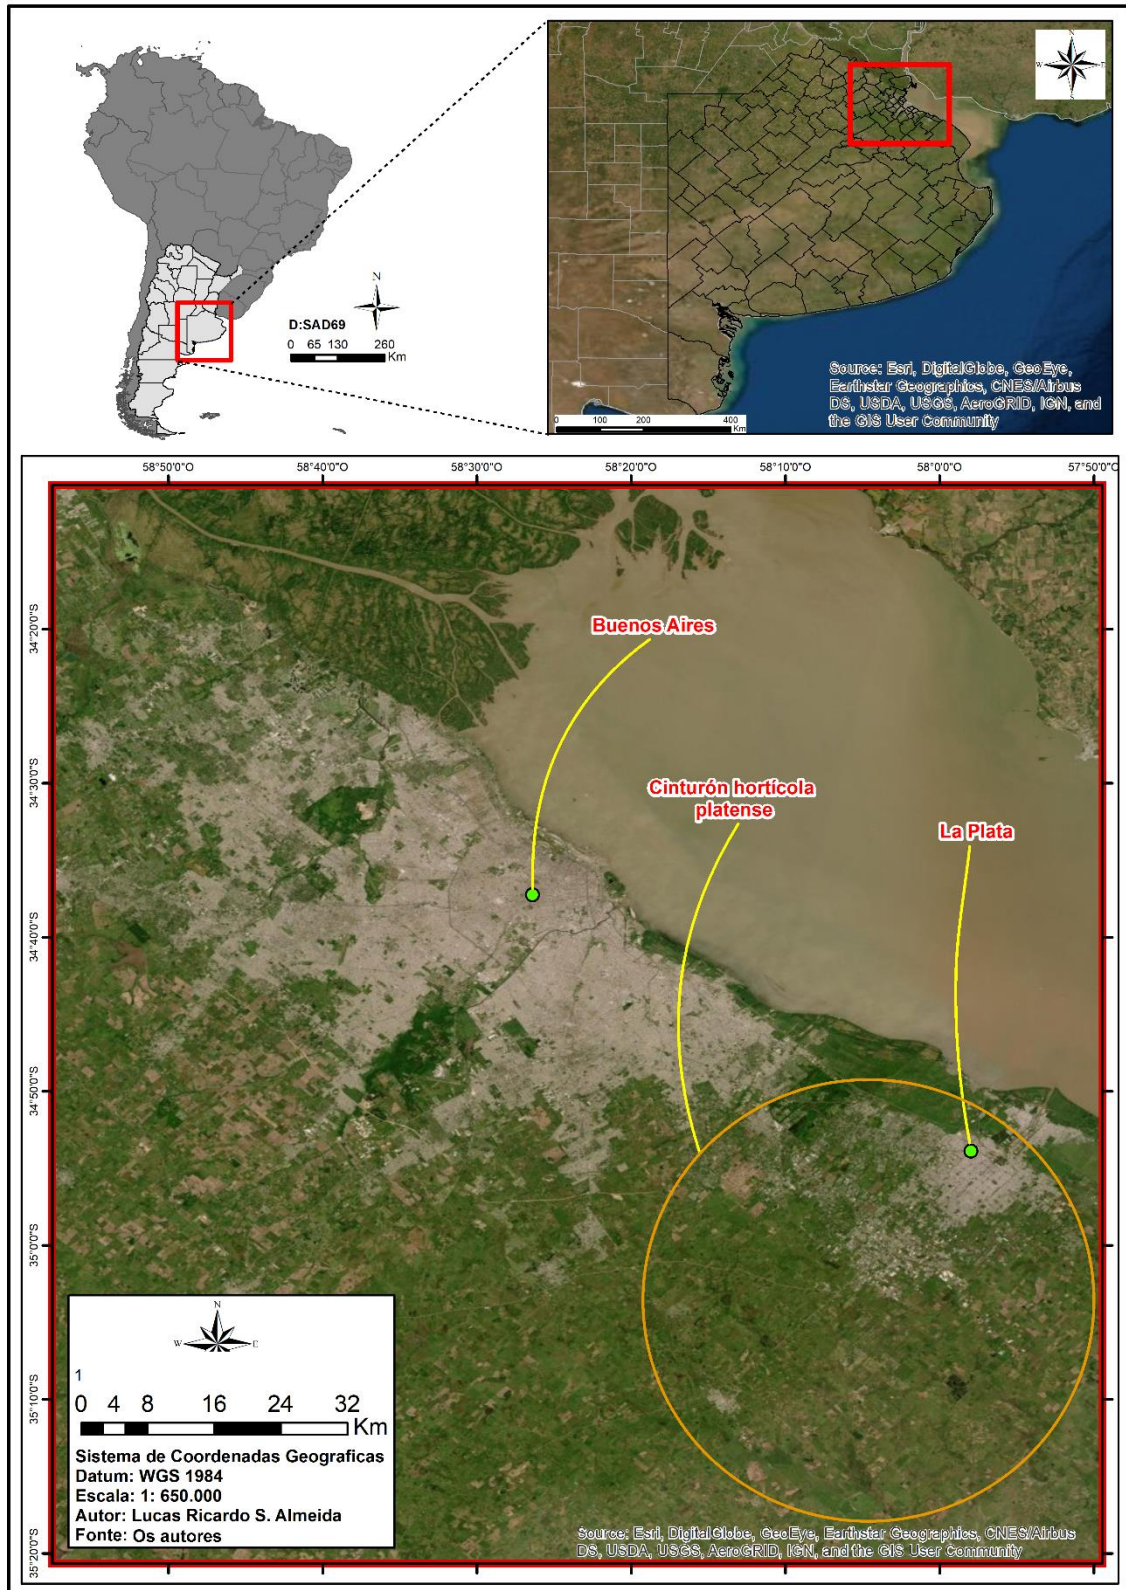 N
D:SAD69
0 65 130 260
Km
N
W E
S
Source: Esri, DigitalGlobe, GeoEye,
Earthstar Geographics, CNES/Airbus
DS, USDA, USGS, AeroGRID, IGN, and
the GIS User Community
0 100 200 400
Km
58°50'0"O 58°40'0"O 58°30'0"O 58°20'0"O 58°10'0"O 58°0'0"O 57°50'0"O
34°20'0"S
34°30'0"S
34°40'0"S
34°50'0"S
35°0'0"S
35°10'0"S
35°20'0"S
Buenos Aires
Cinturón hortícola
platense
La Plata
N
W E
1
0 4 8 16 24 32
Km
Sistema de Coordenadas Geograficas
Datum: WGS 1984
Escala: 1: 650.000
Autor: Lucas Ricardo S. Almeida
Fonte: Os autores
Source: Esri, DigitalGlobe, GeoEye, Earthstar Geographics, CNES/Airbus
DS, USDA, USGS, AeroGRID, IGN, and the GIS User Community